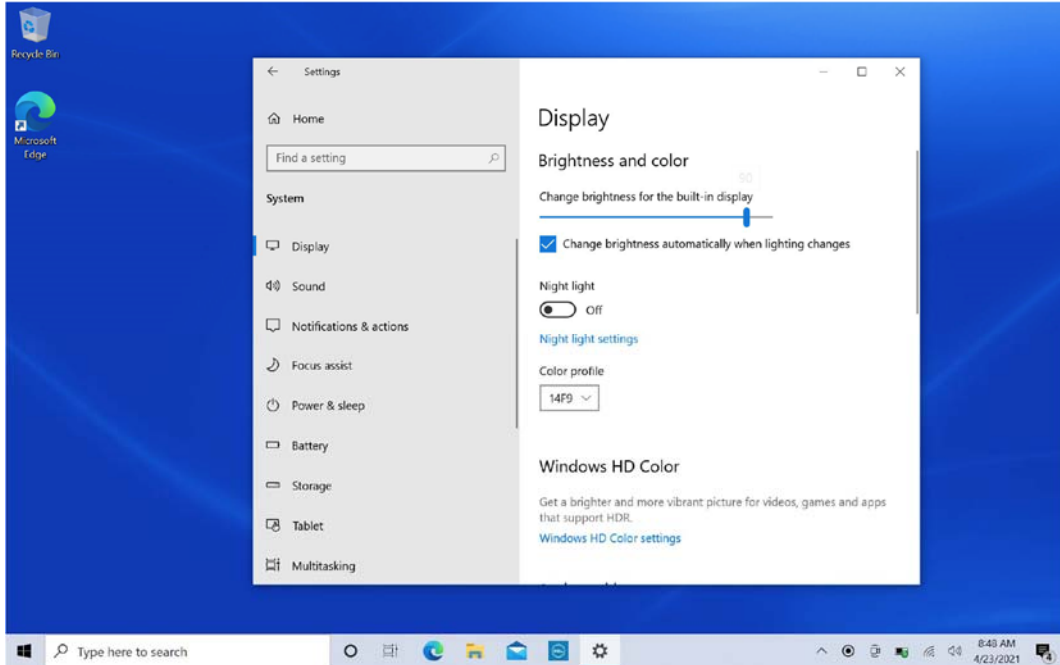 Recycle Bin
Microsoft
Edge
Settings
Home
Find a setting
System
Display
Sound
Notifications & actions
Focus assist
Power & sleep
Battery
Storage
Tablet
Multitasking
Display
Brightness and color
90
Change brightness for the built-in display
Change brightness automatically when lighting changes
Night light
Off
Night light settings
Color profile
14F9
Windows HD Color
Get a brighter and more vibrant picture for videos, games and apps
that support HDR.
Windows HD Color settings
Type here to search
8:48 AM
4/23/2021